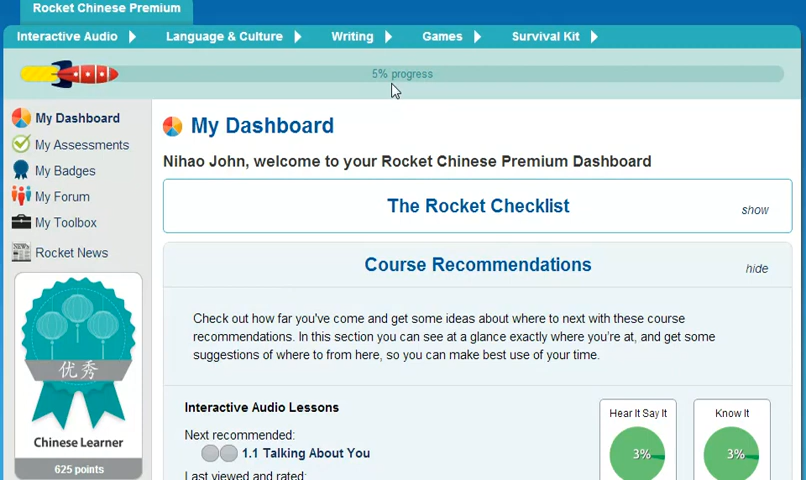 Rocket Chinese Premium
Interactive Audio Language & Culture Writing Games Survival Kit
5% progress
My Dashboard
My Assessments
My Badges
My Forum
My Toolbox
NEWS
Rocket News
优秀
Chinese Learner
625 points
My Dashboard
Nihao John, welcome to your Rocket Chinese Premium Dashboard
The Rocket Checklist
show
Course Recommendations
hide
Check out how far you've come and get some ideas about where to next with these course
recommendations. In this section you can see at a glance exactly where you're at, and get some
suggestions of where to from here, so you can make best use of your time.
Interactive Audio Lessons
Next recommended:
1.1 Talking About You
Last viewed and rated:
Hear It Say It
3%
Know It
3%